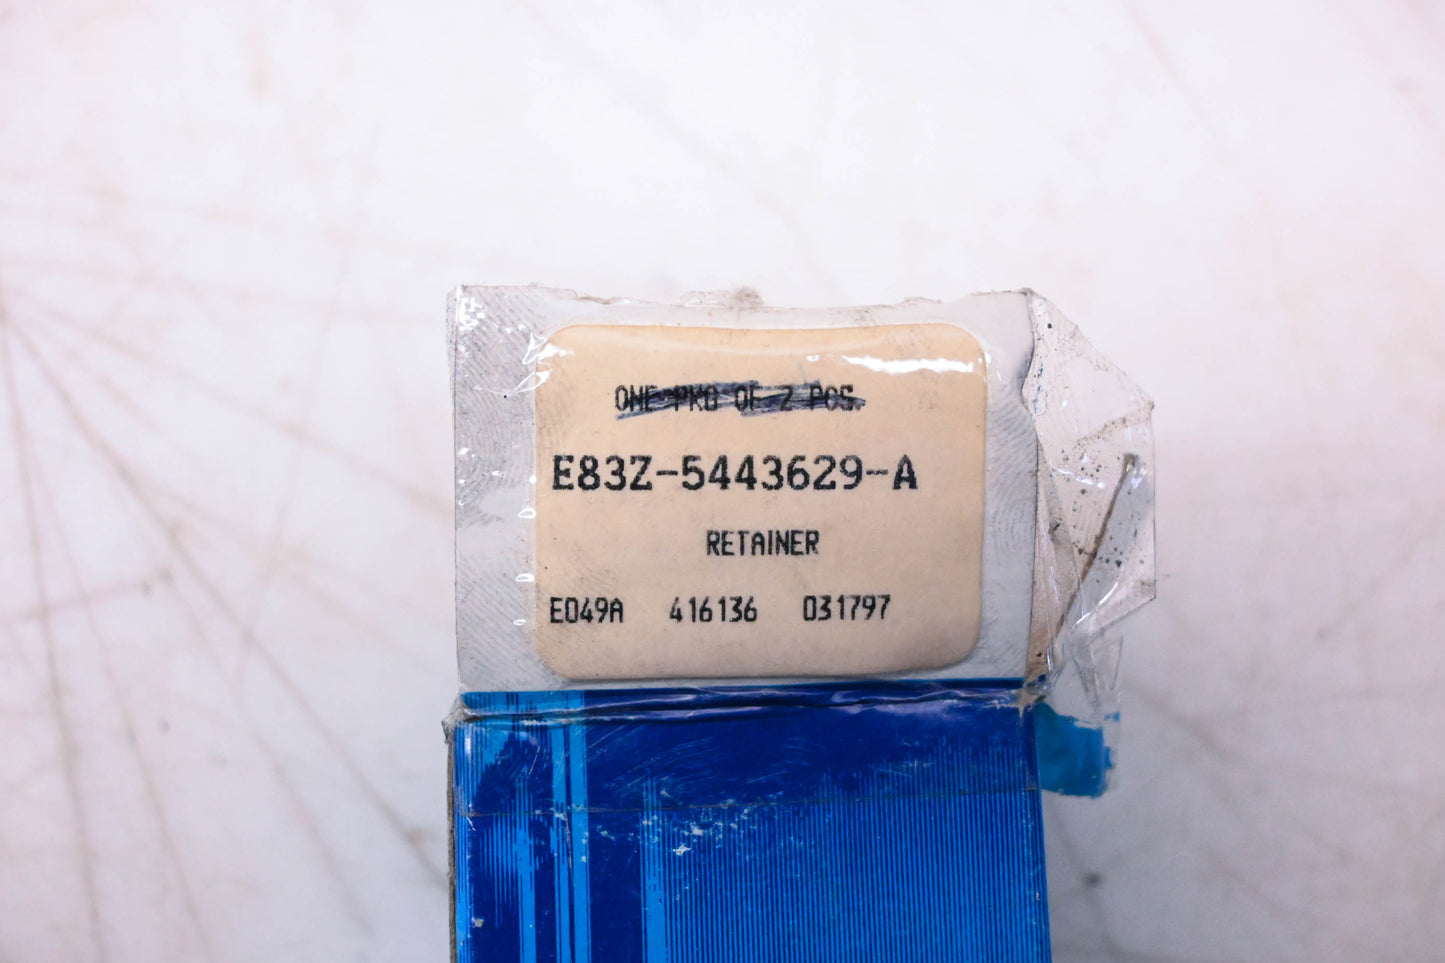 ONE PKG OF 2 PCS.
E83Z-5443629-A
RETAINER
E049A 416136 031797